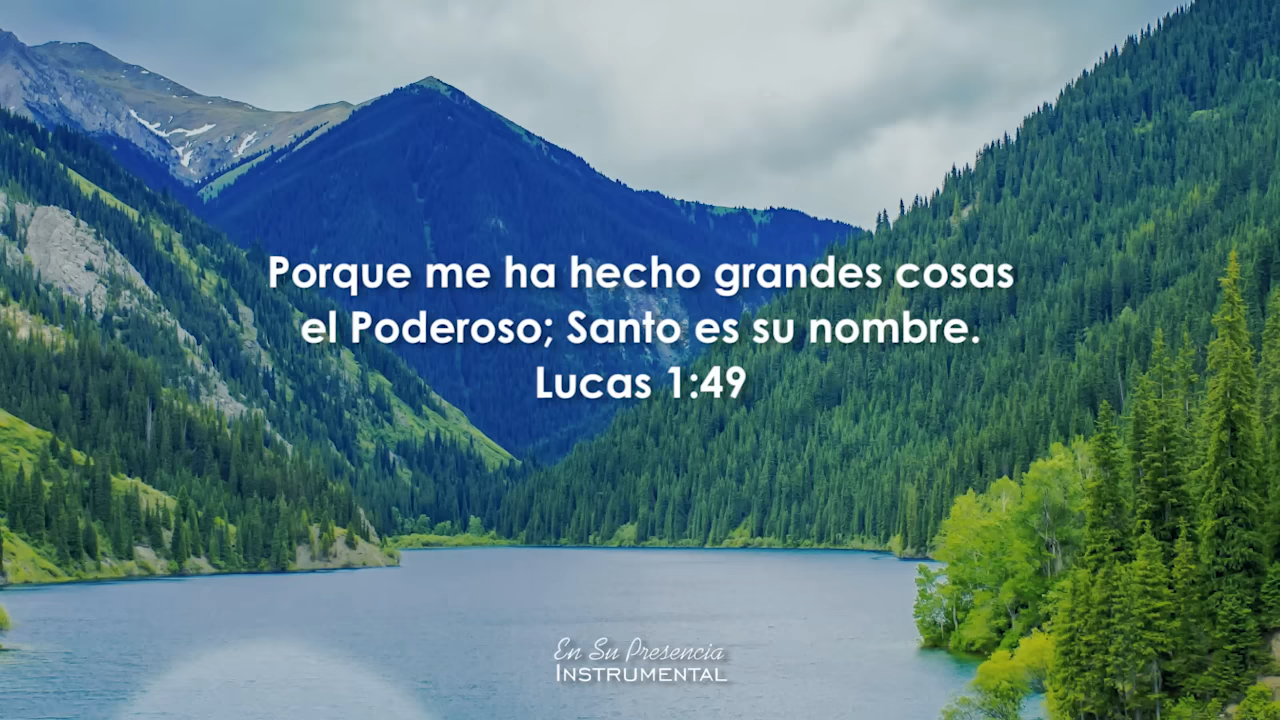 Porque me ha hecho grandes cosas
el Poderoso; Santo es su nombre.
Lucas 1:49
En Su Presencia
INSTRUMENTAL